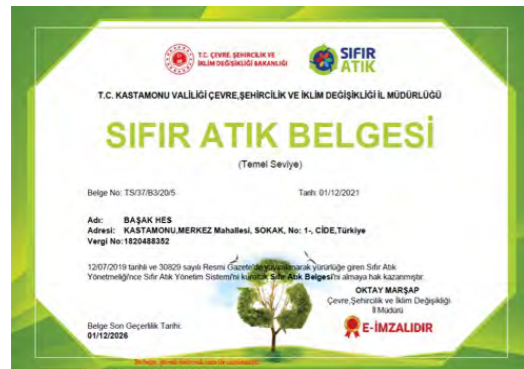 T.C. ÇEVRE, ŞEHİRCİLİK VE
İKLİM DEĞİŞİKLİĞİ BAKANLIĞI
SIFIR
ATIK
T.C. KASTAMONU VALİLİĞİ ÇEVRE,ŞEHİRCİLİK VE İKLİM DEĞİŞİKLİĞİ İL MÜDÜRLÜĞÜ
SIFIR ATIK BELGESİ
(Temel Seviye)
Belge No: TS/37/B3/20/5 Tarih: 01/12/2021
Adı: BAŞAK HES
Adresi: KASTAMONU,MERKEZ Mahallesi, SOKAK, No: 1-, CİDE,Türkiye
Vergi No:1820488352
12/07/2019 tarihli ve 30829 sayılı Resmi Gazete'de yayımlanarak yürürlüğe giren Sıfır Atık
Yönetmeliği'nce Sıfır Atık Yönetim Sistemi'ni kurarak Sıfır Atık Belgesi'ni almaya hak kazanmıştır.
OKTAY MARŞAP
Çevre,Şehircilik ve İklim Değişikliği
İl Müdürü
E-İMZALIDIR
Belge Son Geçerlilik Tarihi:
01/12/2026